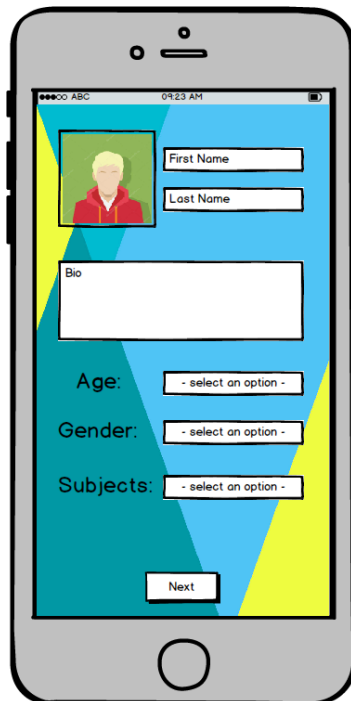 ●●●○○ ABC 09:23 AM
First Name
Last Name
Bio
Age: - select an option -
Gender: - select an option -
Subjects: - select an option -
Next